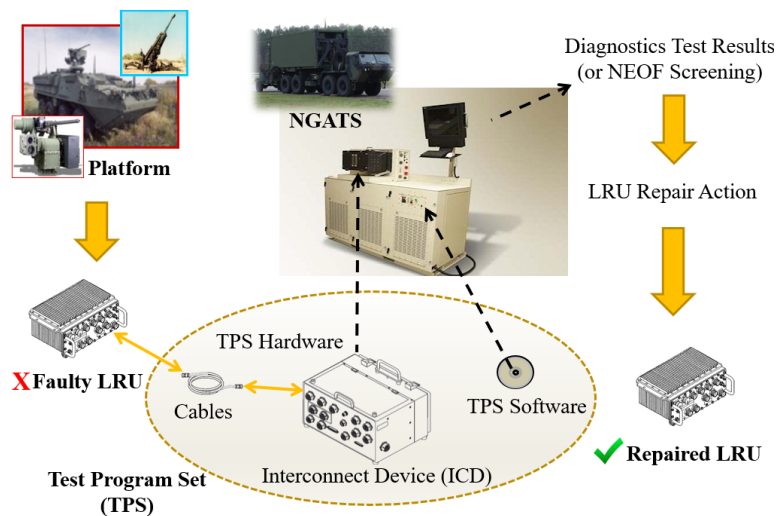 Platform
NGATS
Diagnostics Test Results
(or NEOF Screening)
LRU Repair Action
TPS Hardware
X Faulty LRU
Cables
TPS Software
Interconnect Device (ICD)
Repaired LRU
Test Program Set
(TPS)